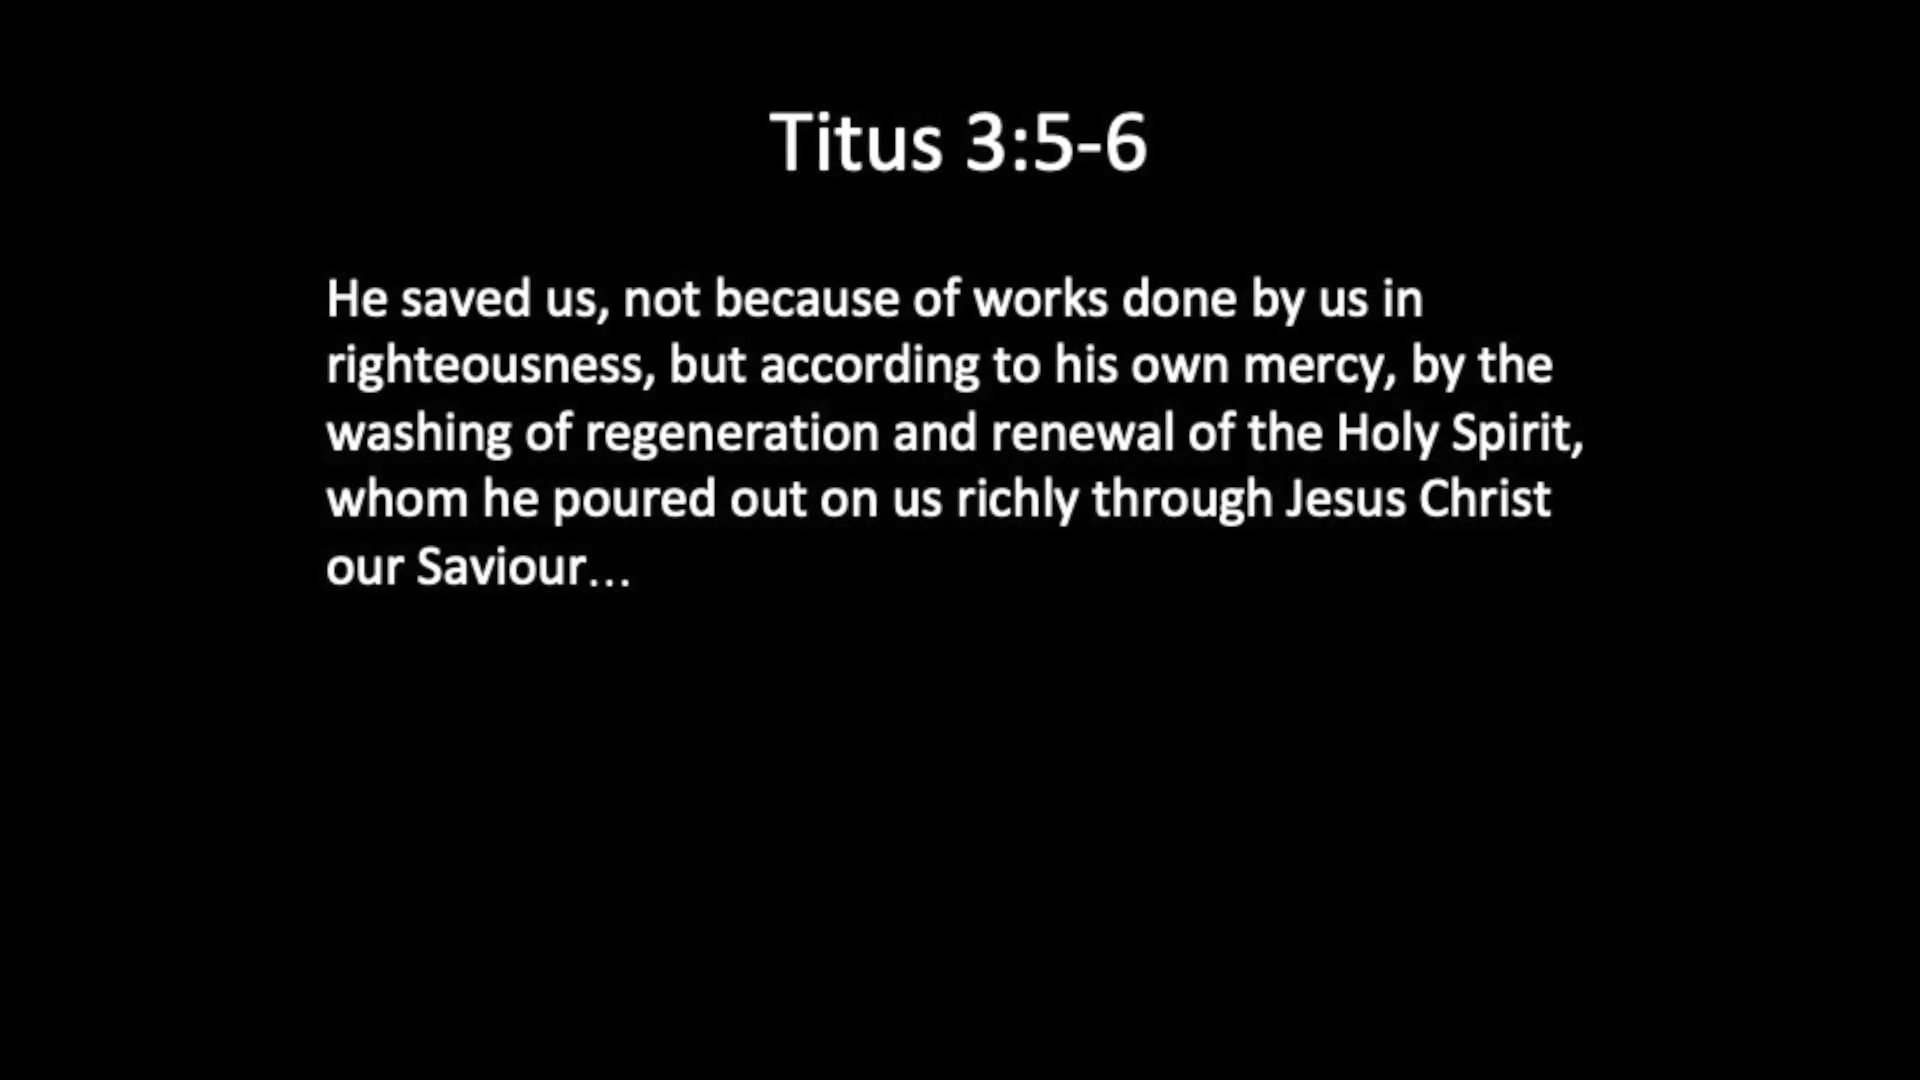 Titus 3:5-6
He saved us, not because of works done by us in
righteousness, but according to his own mercy, by the
washing of regeneration and renewal of the Holy Spirit,
whom he poured out on us richly through Jesus Christ
our Saviour…